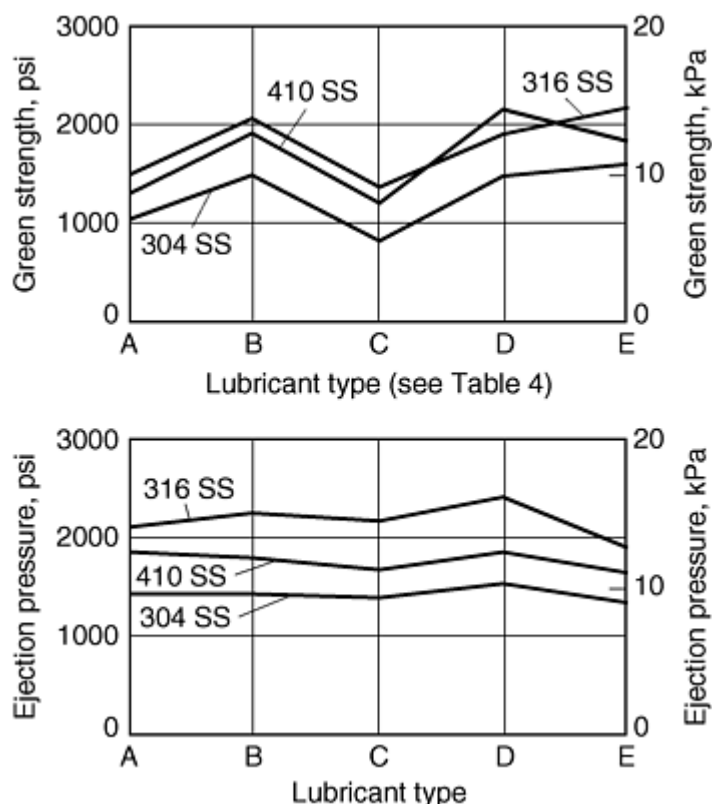 Green strength, psi
3000
2000
1000
0
410 SS
316 SS
304 SS
20
10
0
Green strength, kPa
A B C D E
Lubricant type (see Table 4)
Ejection pressure, psi
3000
2000
1000
0
316 SS
410 SS
304 SS
20
10
0
Ejection pressure, kPa
A B C D E
Lubricant type